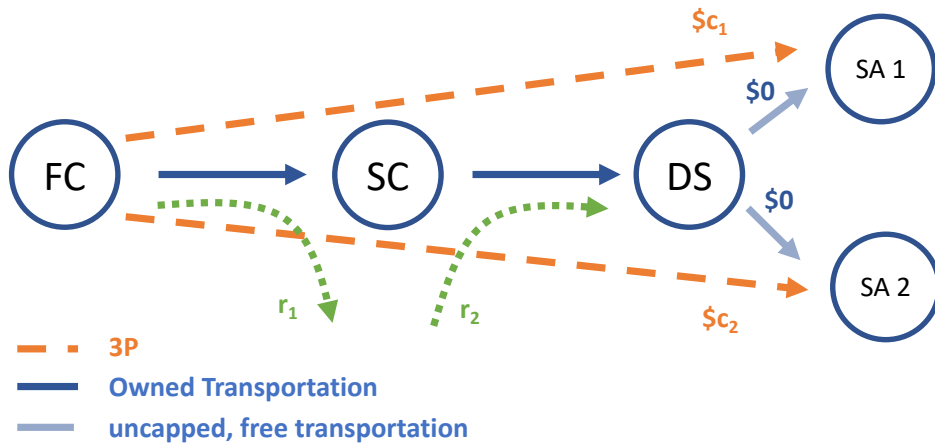 $c1
SA 1
$0
FC
SC
DS
$0
SA 2
r1
r2
$c2
3P
Owned Transportation
uncapped, free transportation